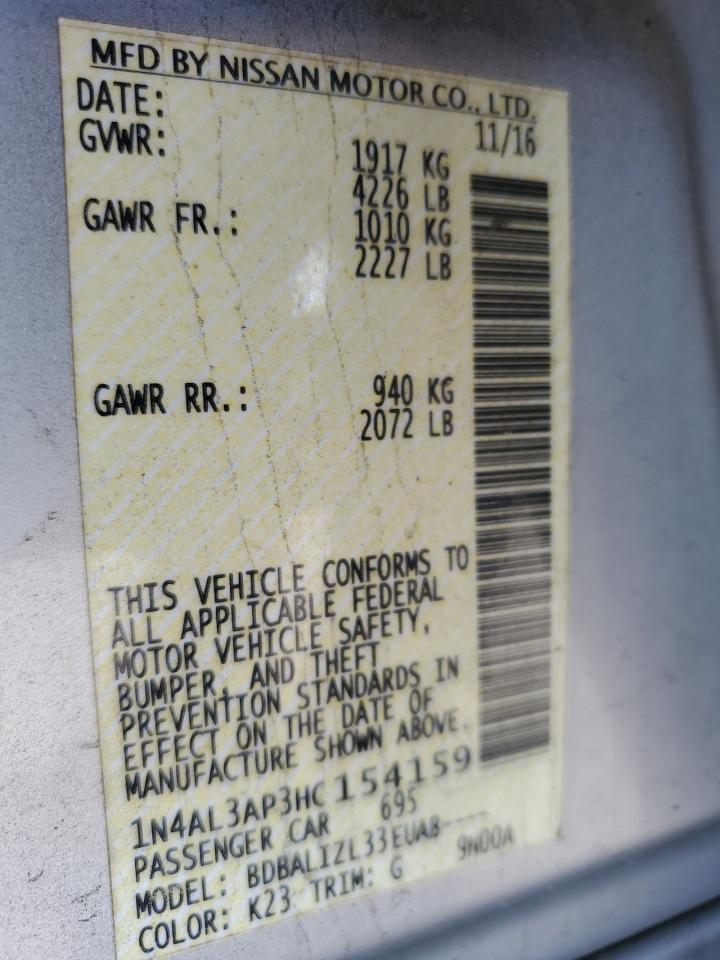 MFD BY NISSAN MOTOR CO., LTD.
DATE: 11/16
GVWR: 1917 KG
4226 LB
GAWR FR.: 1010 KG
2227 LB
GAWR RR.: 940 KG
2072 LB
THIS VEHICLE CONFORMS TO
ALL APPLICABLE FEDERAL
MOTOR VEHICLE SAFETY,
BUMPER, AND THEFT
PREVENTION STANDARDS IN
EFFECT ON THE DATE OF
MANUFACTURE SHOWN ABOVE.
1N4AL3AP3HC 154159
PASSENGER CAR 695
MODEL: BDBALIZL33EUA8----
COLOR: K23 TRIM: G 9N00A